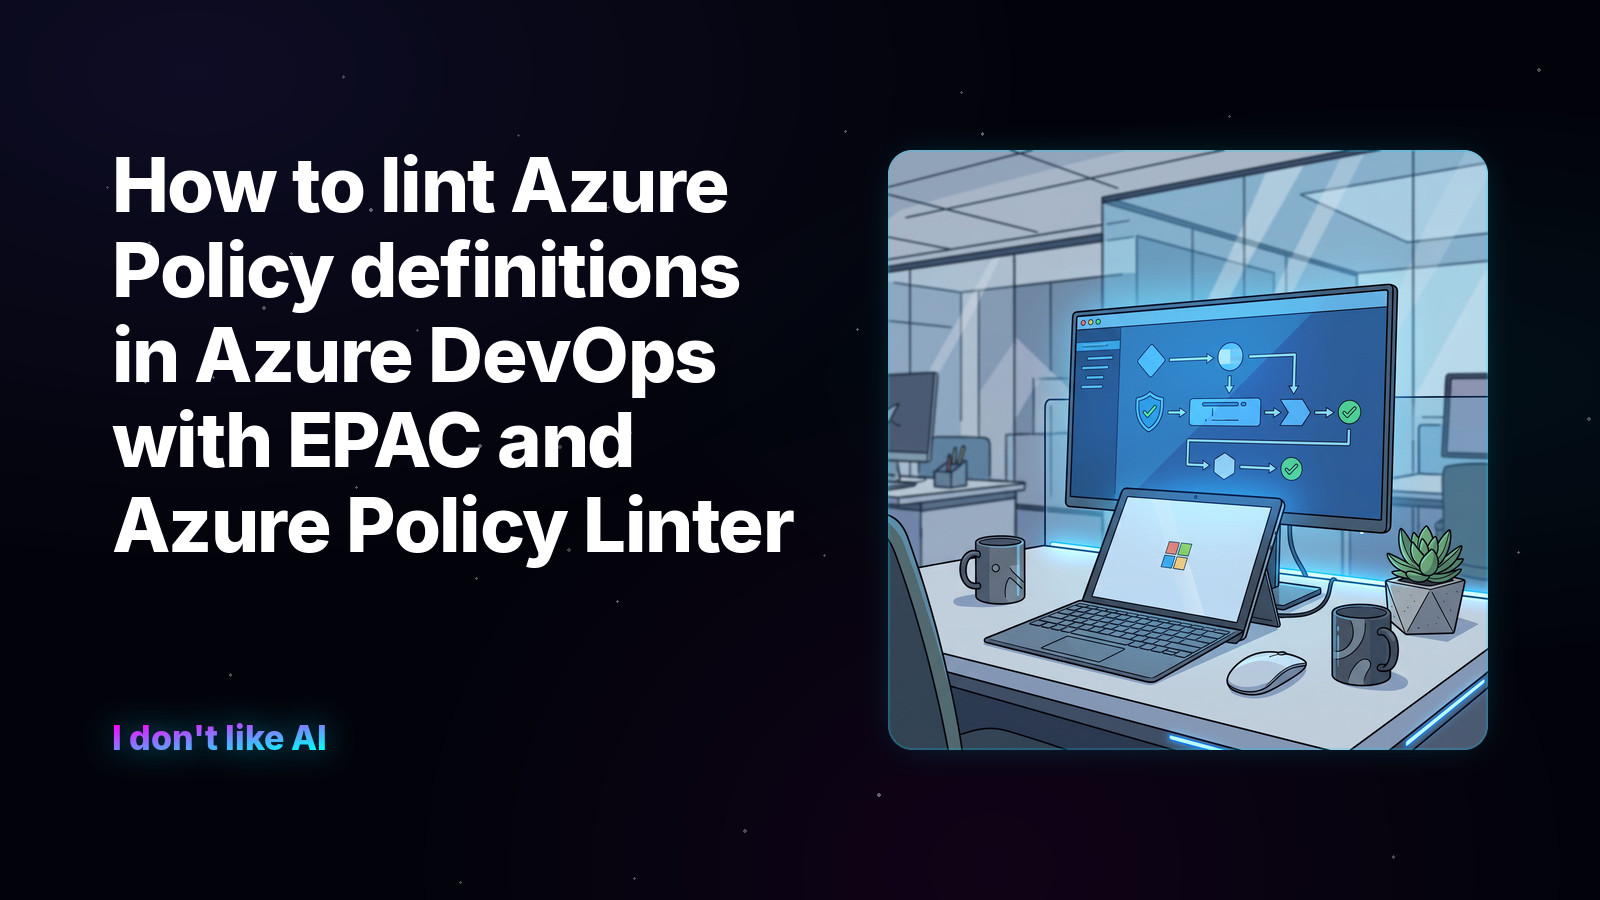 How to lint Azure
Policy definitions
in Azure DevOps
with EPAC and
Azure Policy Linter
I don't like AI